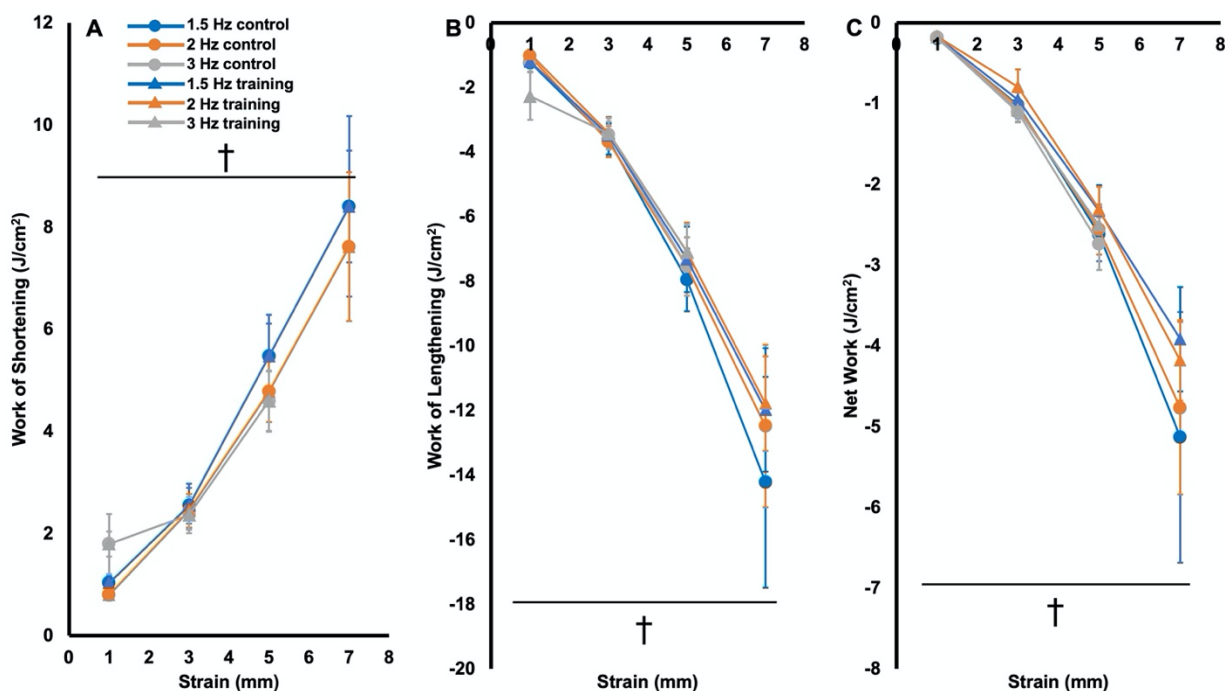 A
1.5 Hz control
2 Hz control
3 Hz control
1.5 Hz training
2 Hz training
3 Hz training
†
12
10
8
6
4
2
0
Work of Shortening (J/cm²)
0 1 2 3 4 5 6 7 8
Strain (mm)
B
0 1 2 3 4 5 6 7 8
0
-2
-4
-6
-8
-10
-12
-14
-16
-18
-20
Work of Lengthening (J/cm²)
†
Strain (mm)
C
0 1 2 3 4 5 6 7 8
0
-1
-2
-3
-4
-5
-6
-7
-8
Net Work (J/cm²)
†
Strain (mm)